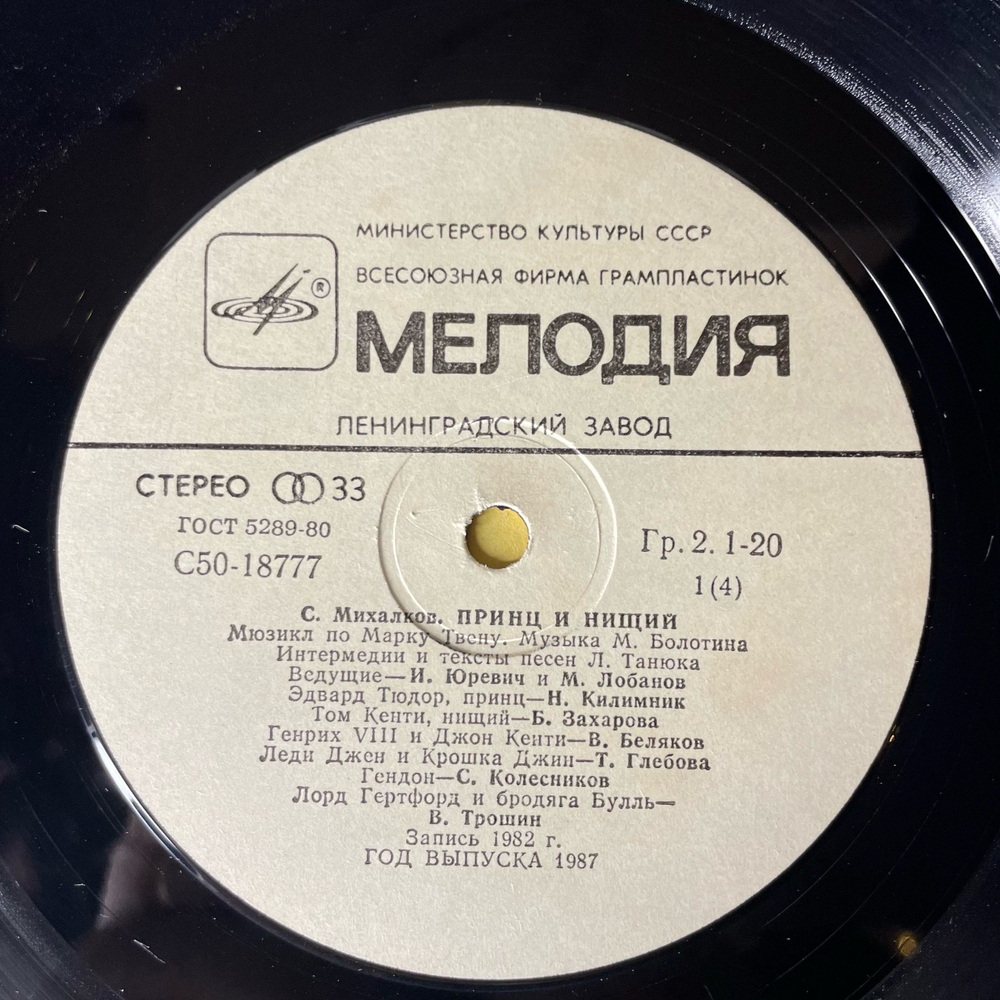 МИНИСТЕРСТВО КУЛЬТУРЫ СССР
ВСЕСОЮЗНАЯ ФИРМА ГРАМПЛАСТИНОК
®
МЕЛОДИЯ
ЛЕНИНГРАДСКИЙ ЗАВОД
СТЕРЕО 33
ГОСТ 5289-80
С50-18777
Гр. 2. 1-20
1 (4)
С. Михалков. ПРИНЦ И НИЩИЙ
Мюзикл по Марку Твену. Музыка М. Болотина
Интермедии и тексты песен Л. Танюка
Ведущие—И. Юревич и М. Лобанов
Эдвард Тюдор, принц—Н. Килимник
Том Кенти, нищий—Б. Захарова
Генрих VIII и Джон Кенти—В. Беляков
Леди Джен и Крошка Джин—Т. Глебова
Гендон—С. Колесников
Лорд Гертфорд и бродяга Булль—
В. Трошин
Запись 1982 г.
ГОД ВЫПУСКА 1987